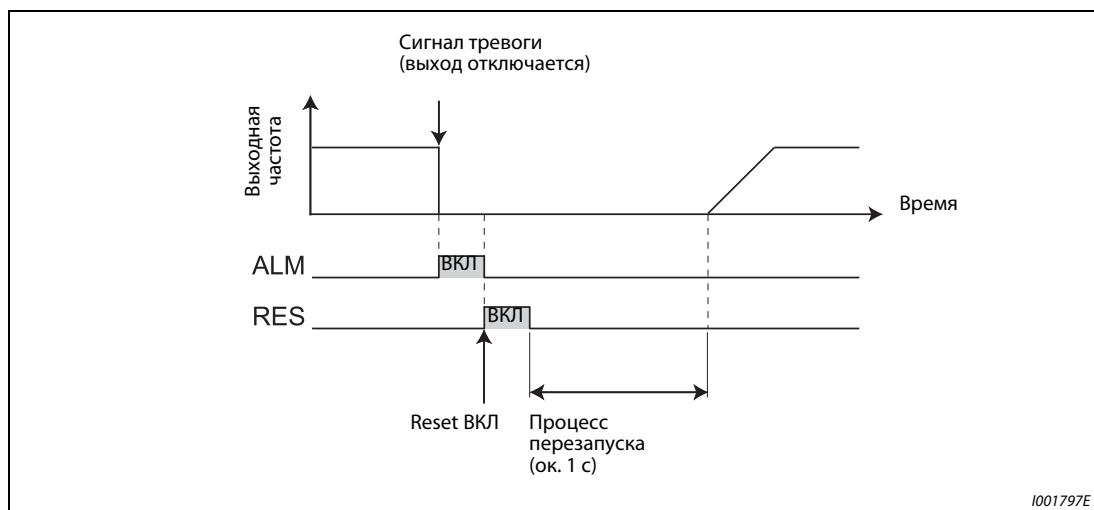 Сигнал тревоги
(выход отключается)
Выходная
частота
Время
ALM
ВКЛ
RES
ВКЛ
Reset ВКЛ
Процесс
перезапуска
(ок. 1 с)
I001797E